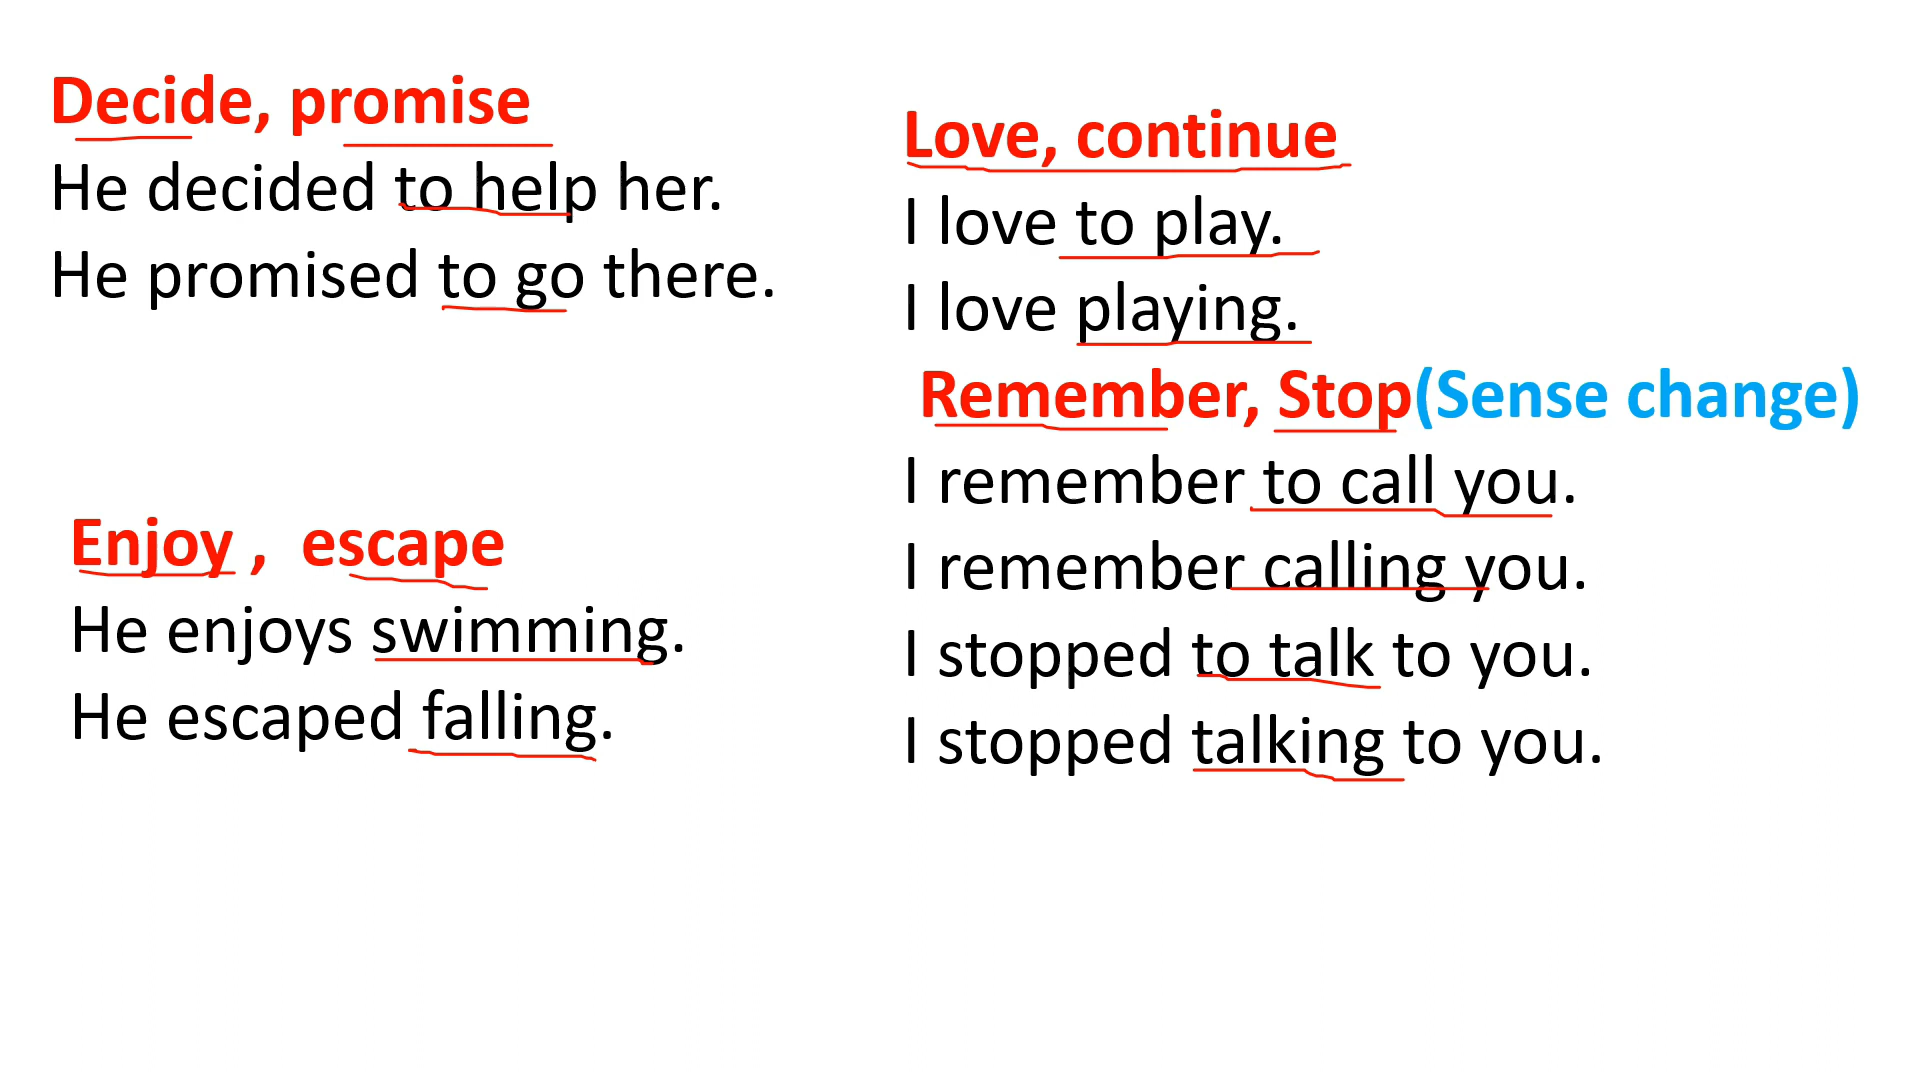 Decide, promise
He decided to help her.
He promised to go there.
Enjoy , escape
He enjoys swimming.
He escaped falling.
Love, continue
I love to play.
I love playing.
Remember, Stop(Sense change)
I remember to call you.
I remember calling you.
I stopped to talk to you.
I stopped talking to you.